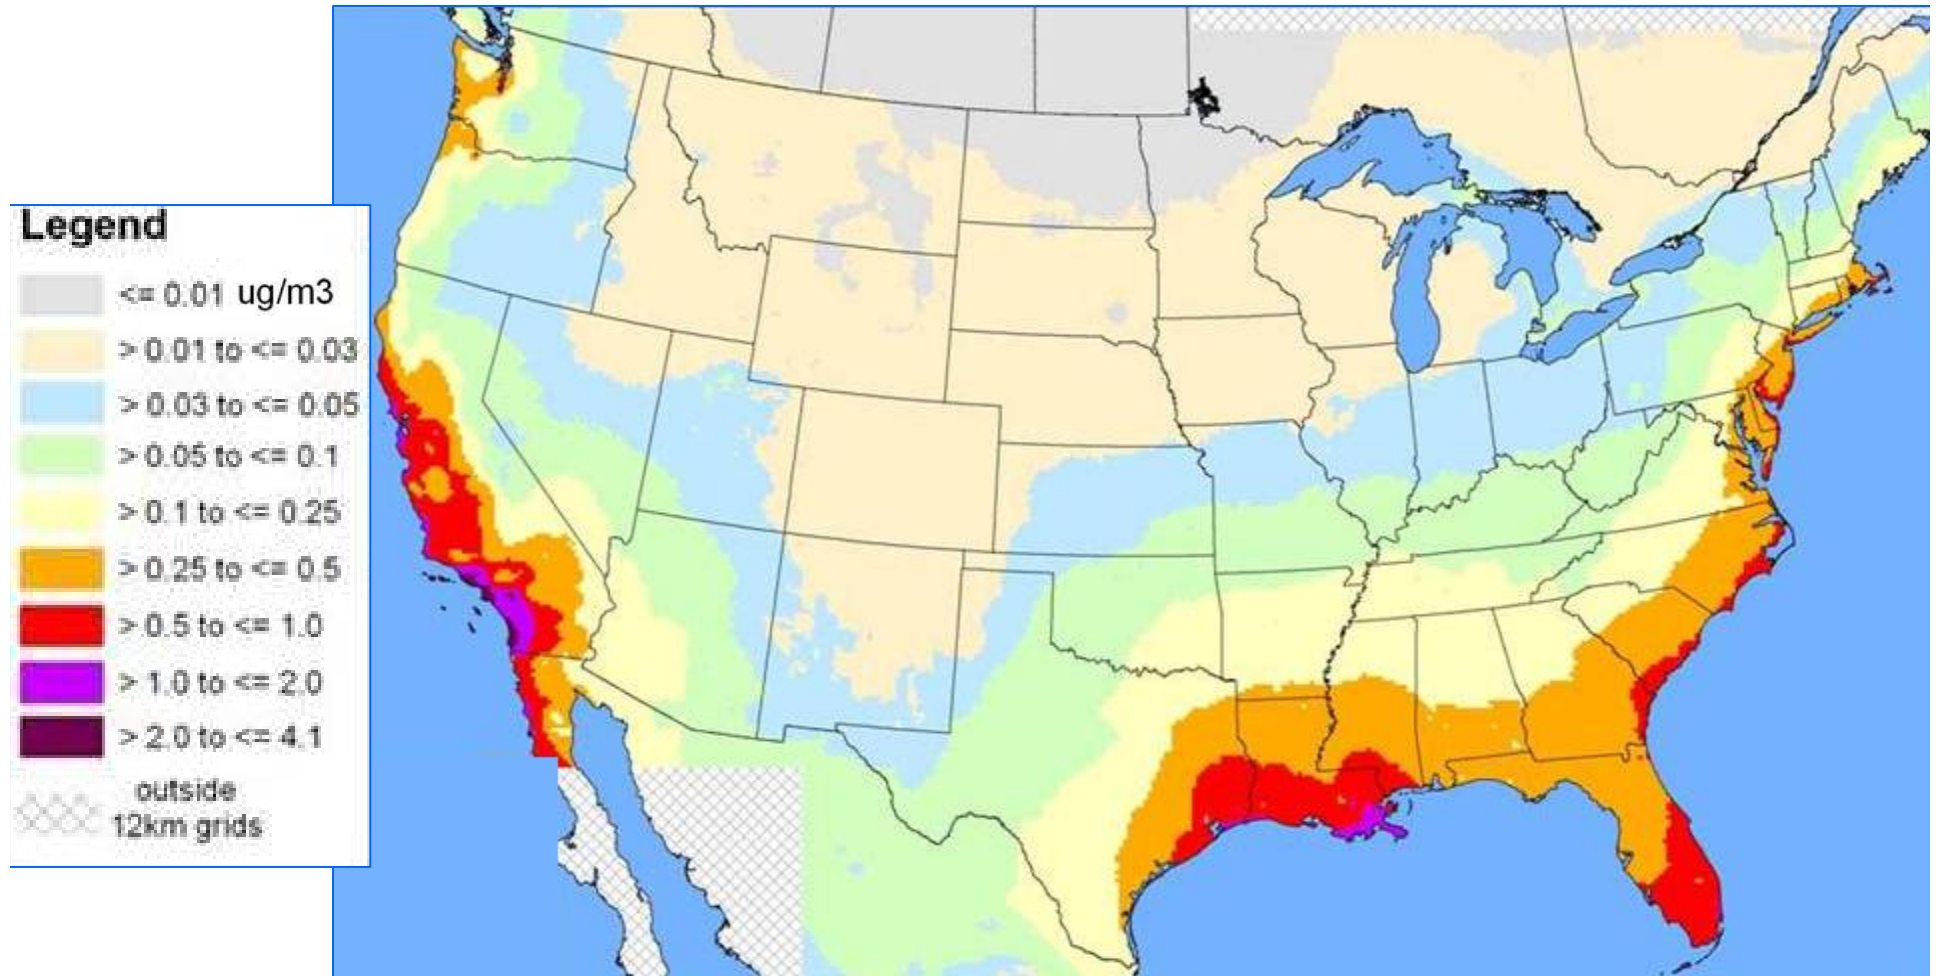 Legend
<= 0.01 ug/m3
> 0.01 to <= 0.03
> 0.03 to <= 0.05
> 0.05 to <= 0.1
> 0.1 to <= 0.25
> 0.25 to <= 0.5
> 0.5 to <= 1.0
> 1.0 to <= 2.0
> 2.0 to <= 4.1
outside
12km grids